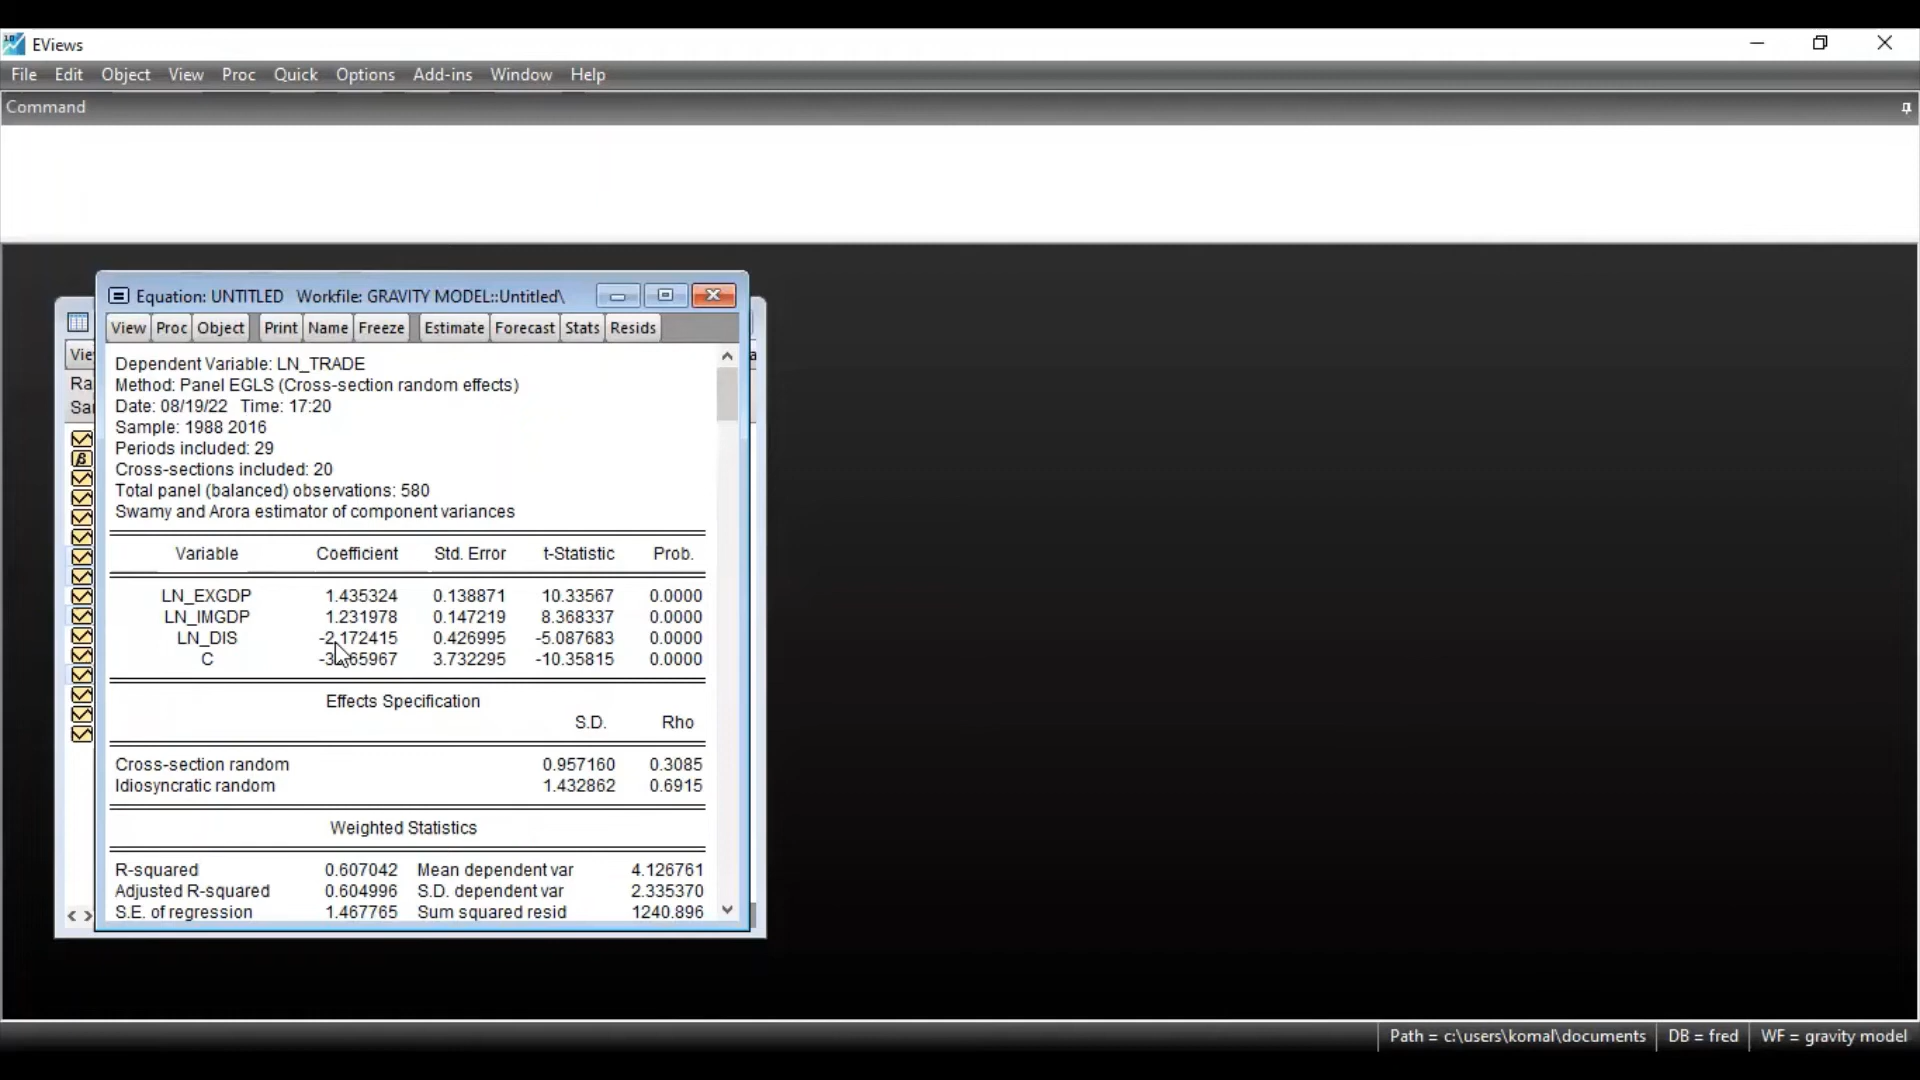 EViews
File Edit Object View Proc Quick Options Add-ins Window Help
Command
Equation: UNTITLED Workfile: GRAVITY MODEL::Untitled\
View Proc Object Print Name Freeze Estimate Forecast Stats Resids
Dependent Variable: LN_TRADE
Method: Panel EGLS (Cross-section random effects)
Date: 08/19/22 Time: 17:20
Sample: 1988 2016
Periods included: 29
Cross-sections included: 20
Total panel (balanced) observations: 580
Swamy and Arora estimator of component variances
Variable Coefficient Std. Error t-Statistic Prob.
LN_EXGDP 1.435324 0.138871 10.33567 0.0000
LN_IMGDP 1.231978 0.147219 8.368337 0.0000
LN_DIS -2.172415 0.426995 -5.087683 0.0000
C 3.732295 -10.35815 0.0000
Effects Specification
S.D. Rho
Cross-section random 0.957160 0.3085
Idiosyncratic random 1.432862 0.6915
Weighted Statistics
R-squared 0.607042 Mean dependent var 4.126761
Adjusted R-squared 0.604996 S.D. dependent var 2.335370
S.E. of regression 1.467765 Sum squared resid 1240.896
Path = c:\users\komal\documents DB = fred WF = gravity model